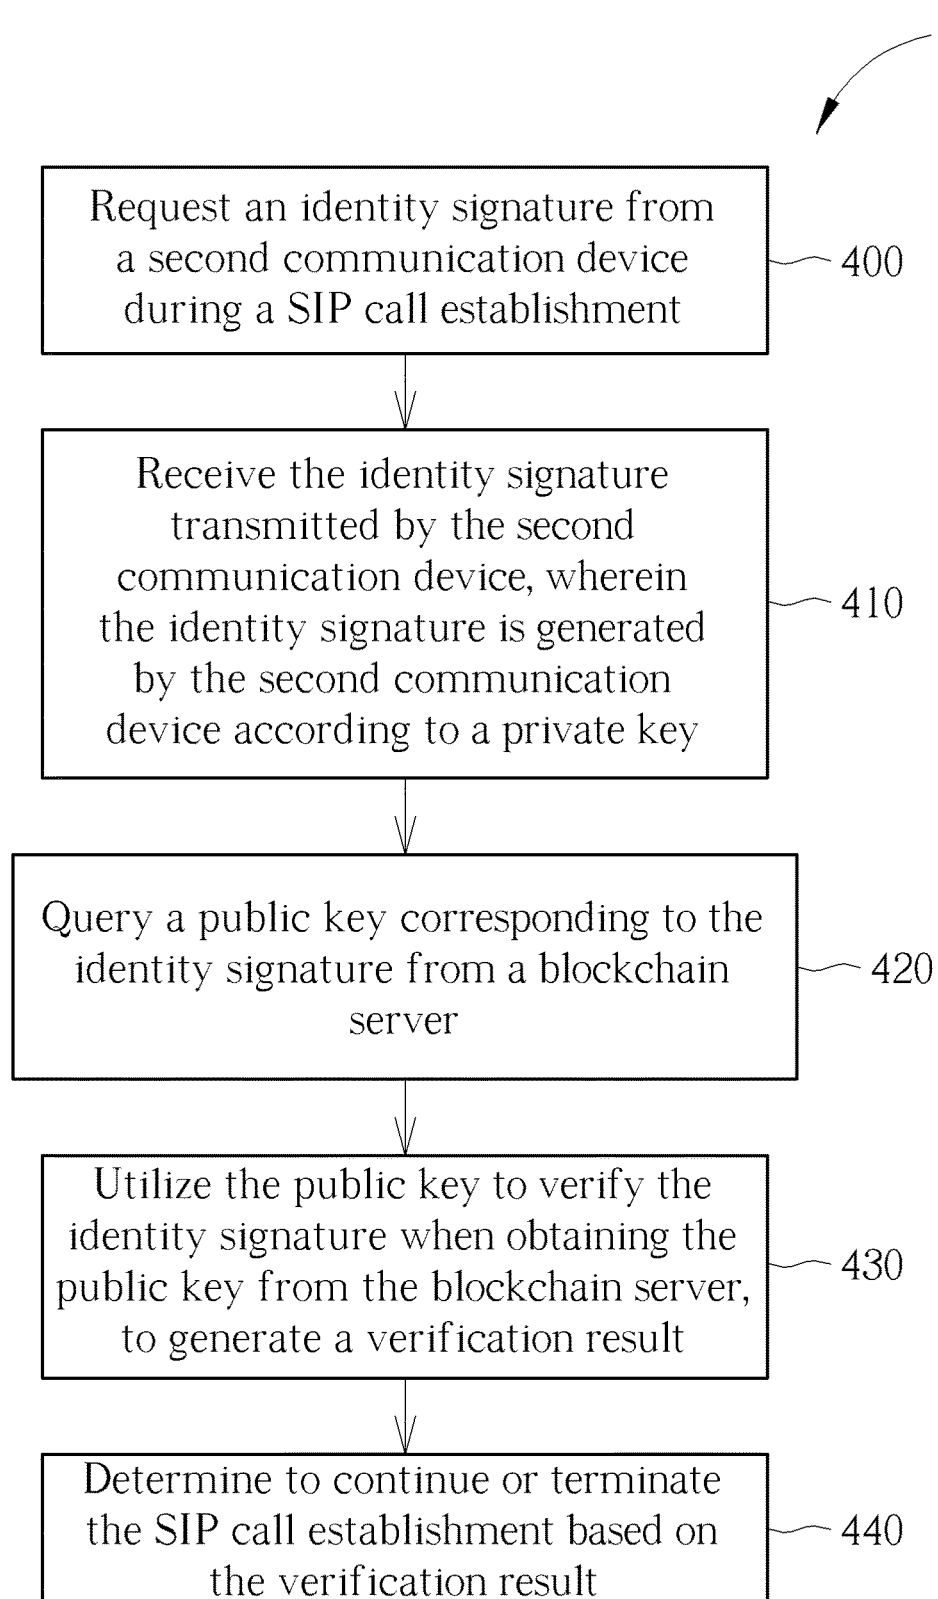 Request an identity signature from
a second communication device
during a SIP call establishment
400
Receive the identity signature
transmitted by the second
communication device, wherein
the identity signature is generated
by the second communication
device according to a private key
410
Query a public key corresponding to the
identity signature from a blockchain
server
420
Utilize the public key to verify the
identity signature when obtaining the
public key from the blockchain server,
to generate a verification result
430
Determine to continue or terminate
the SIP call establishment based on
the verification result
440